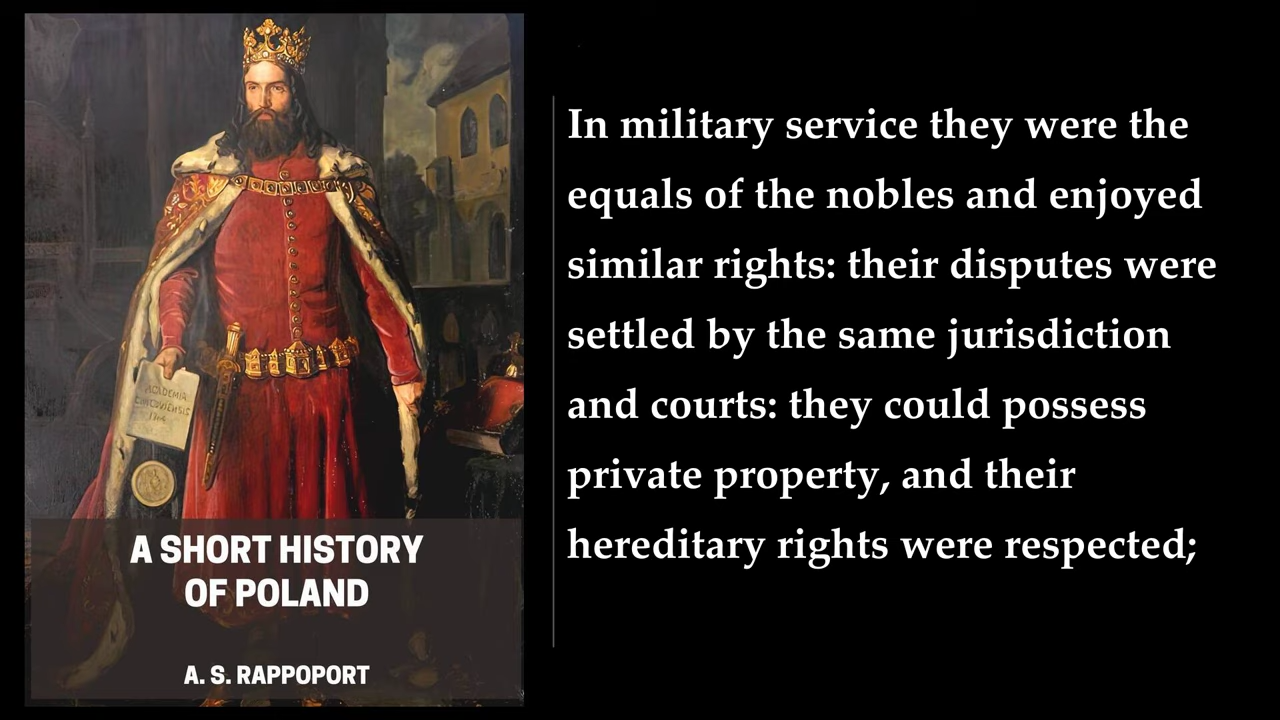 ACADEMIA
A SHORT HISTORY
OF POLAND
A. S. RAPPOPORT
In military service they were the
equals of the nobles and enjoyed
similar rights: their disputes were
settled by the same jurisdiction
and courts: they could possess
private property, and their
hereditary rights were respected;